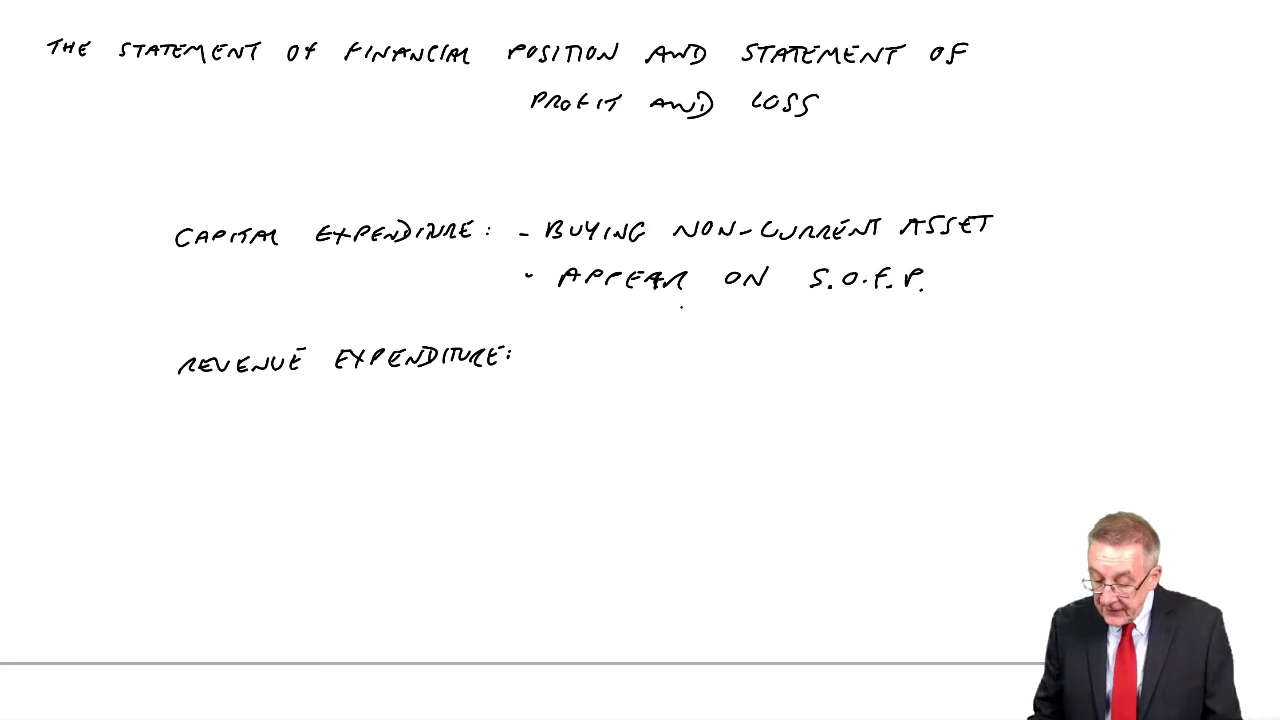 THE STATEMENT OF FINANCIAL POSITION AND STATEMENT OF
PROFIT AND LOSS
CAPITAL EXPENDITURE: - BUYING NON-CURRENT ASSET
- APPEAR ON S.O.F.P.
REVENUE EXPENDITURE: